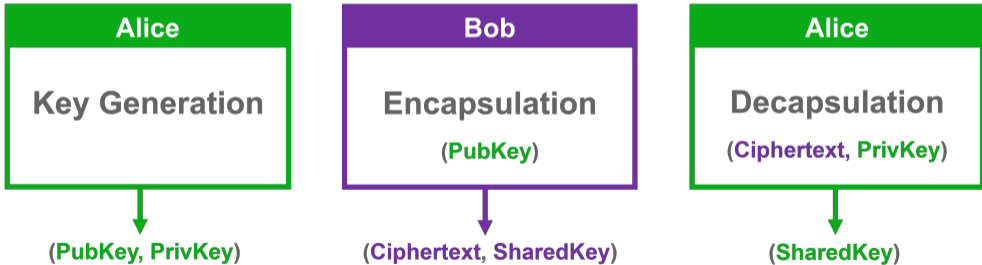 Alice
Key Generation
(PubKey, PrivKey)
Bob
Encapsulation
(PubKey)
(Ciphertext, SharedKey)
Alice
Decapsulation
(Ciphertext, PrivKey)
(SharedKey)